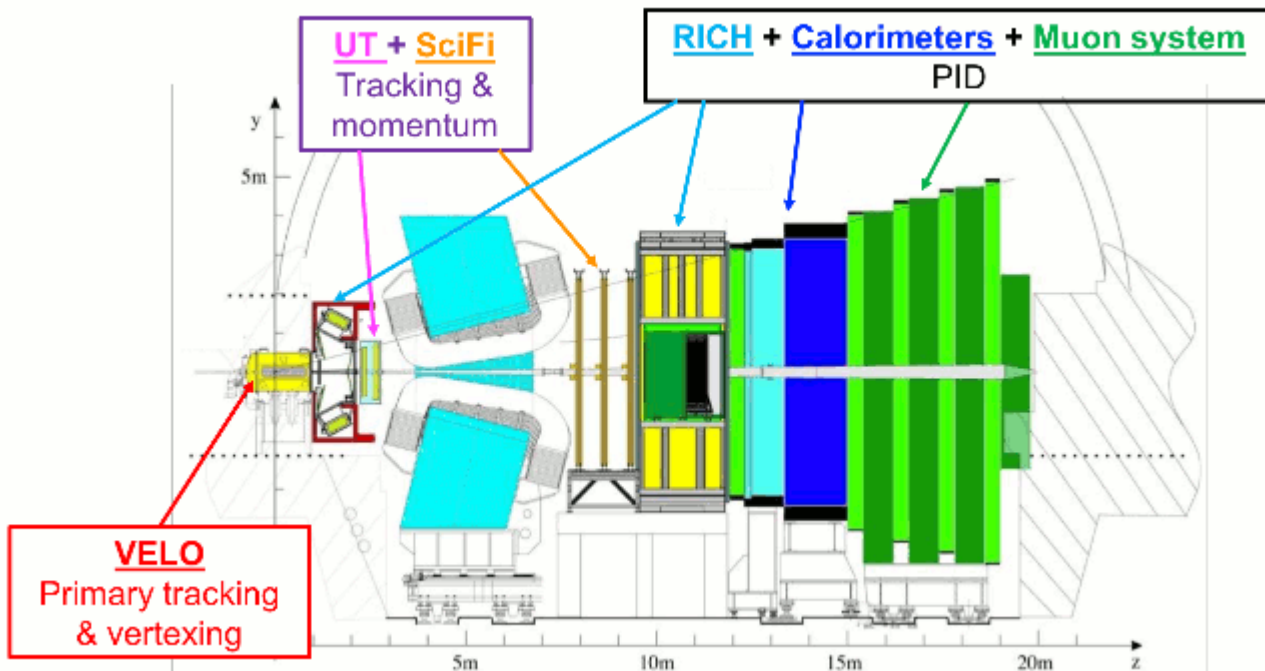 UT + SciFi
Tracking &
momentum
RICH + Calorimeters + Muon system
PID
y
5m
VELO
Primary tracking
& vertexing
5m
10m
15m
20m
z